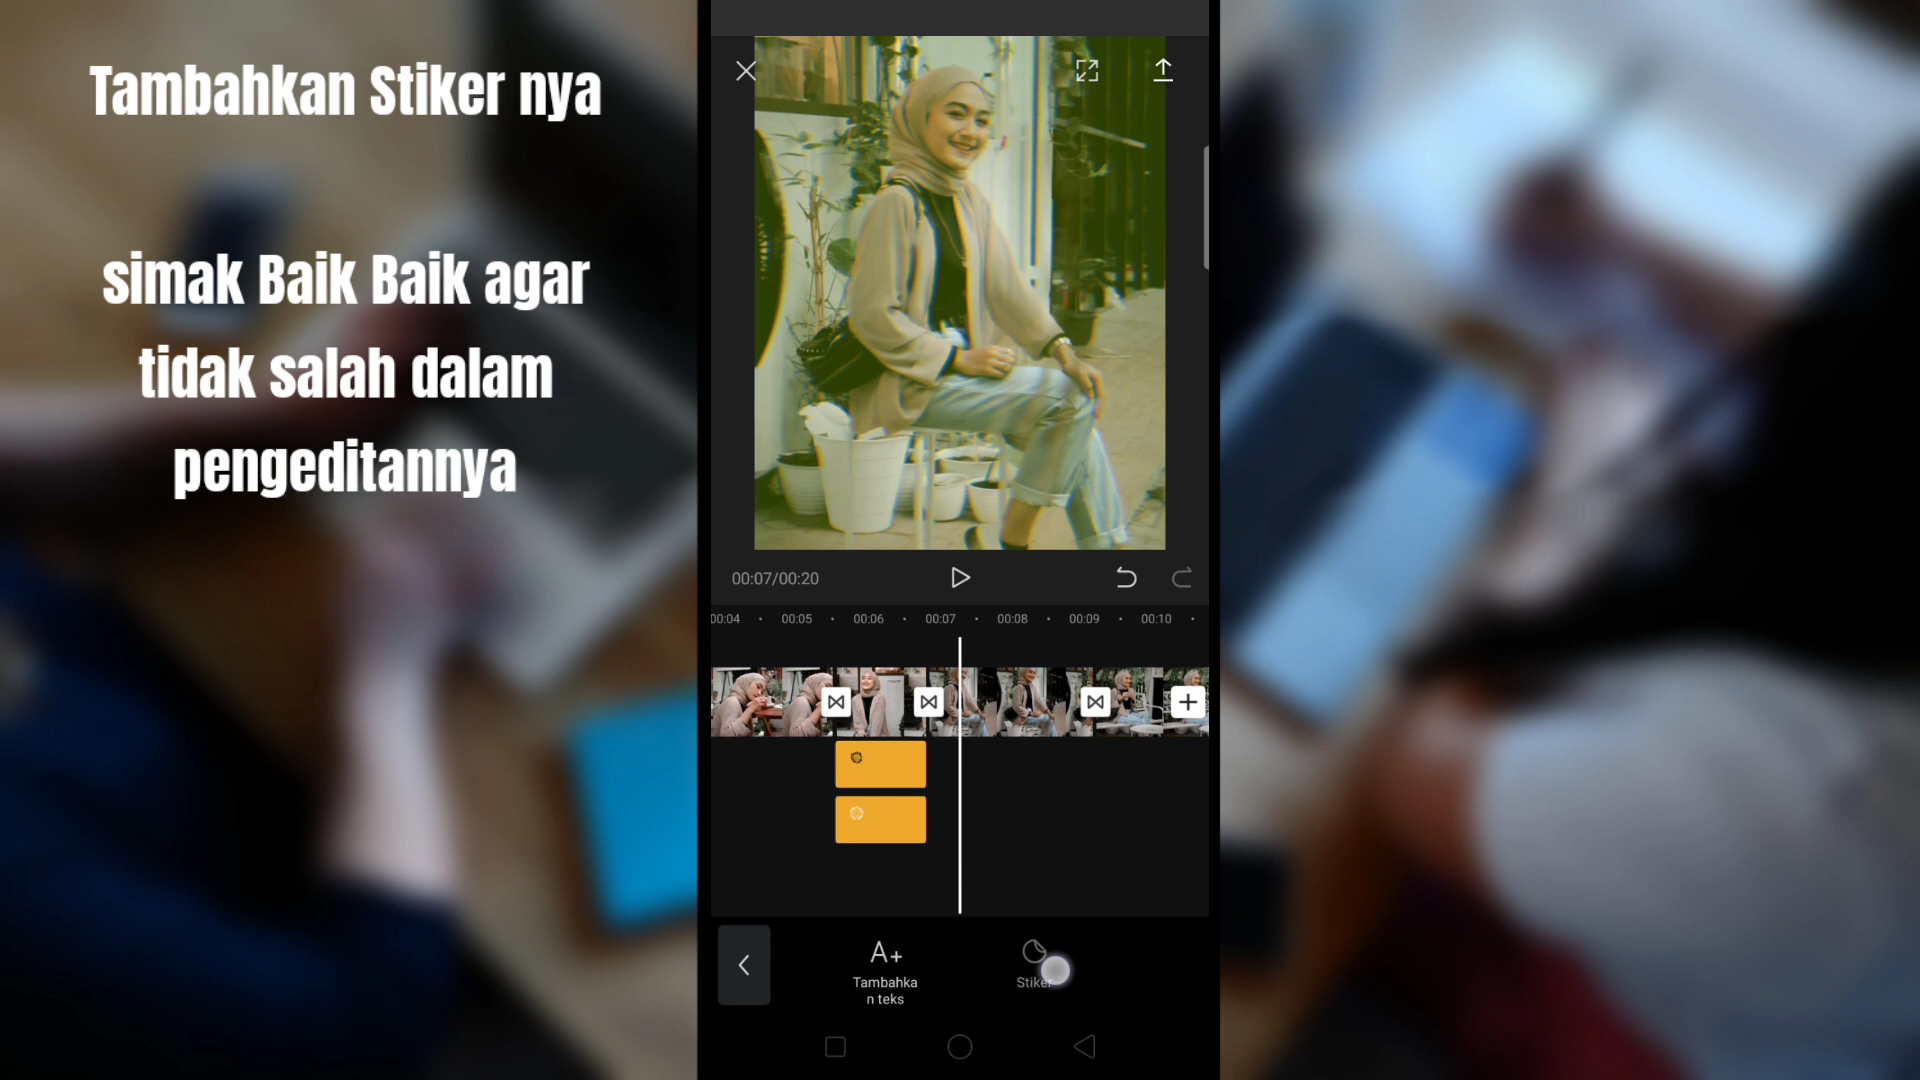 Tambahkan Stiker nya
simak Baik Baik agar
tidak salah dalam
pengeditannya
00:07/00:20
00:04 00:05 00:06 00:07 00:08 00:09 00:10
A+
Tambahka
n teks
Stiker